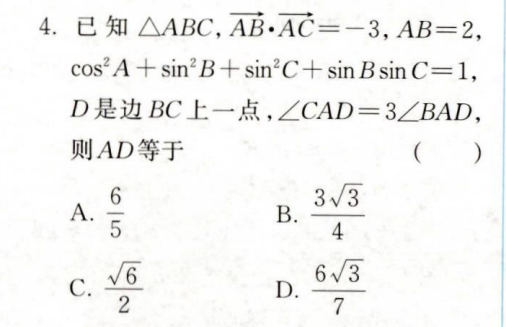 4. 已知 △ABC, $\overrightarrow{AB}\cdot\overrightarrow{AC}=-3$, AB=2,
cos²A+sin²B+sin²C+sin B sin C=1,
D是边BC上一点,∠CAD=3∠BAD,
则AD等于 (  )
A. $\frac{6}{5}$ B. $\frac{3\sqrt{3}}{4}$
C. $\frac{\sqrt{6}}{2}$ D. $\frac{6\sqrt{3}}{7}$